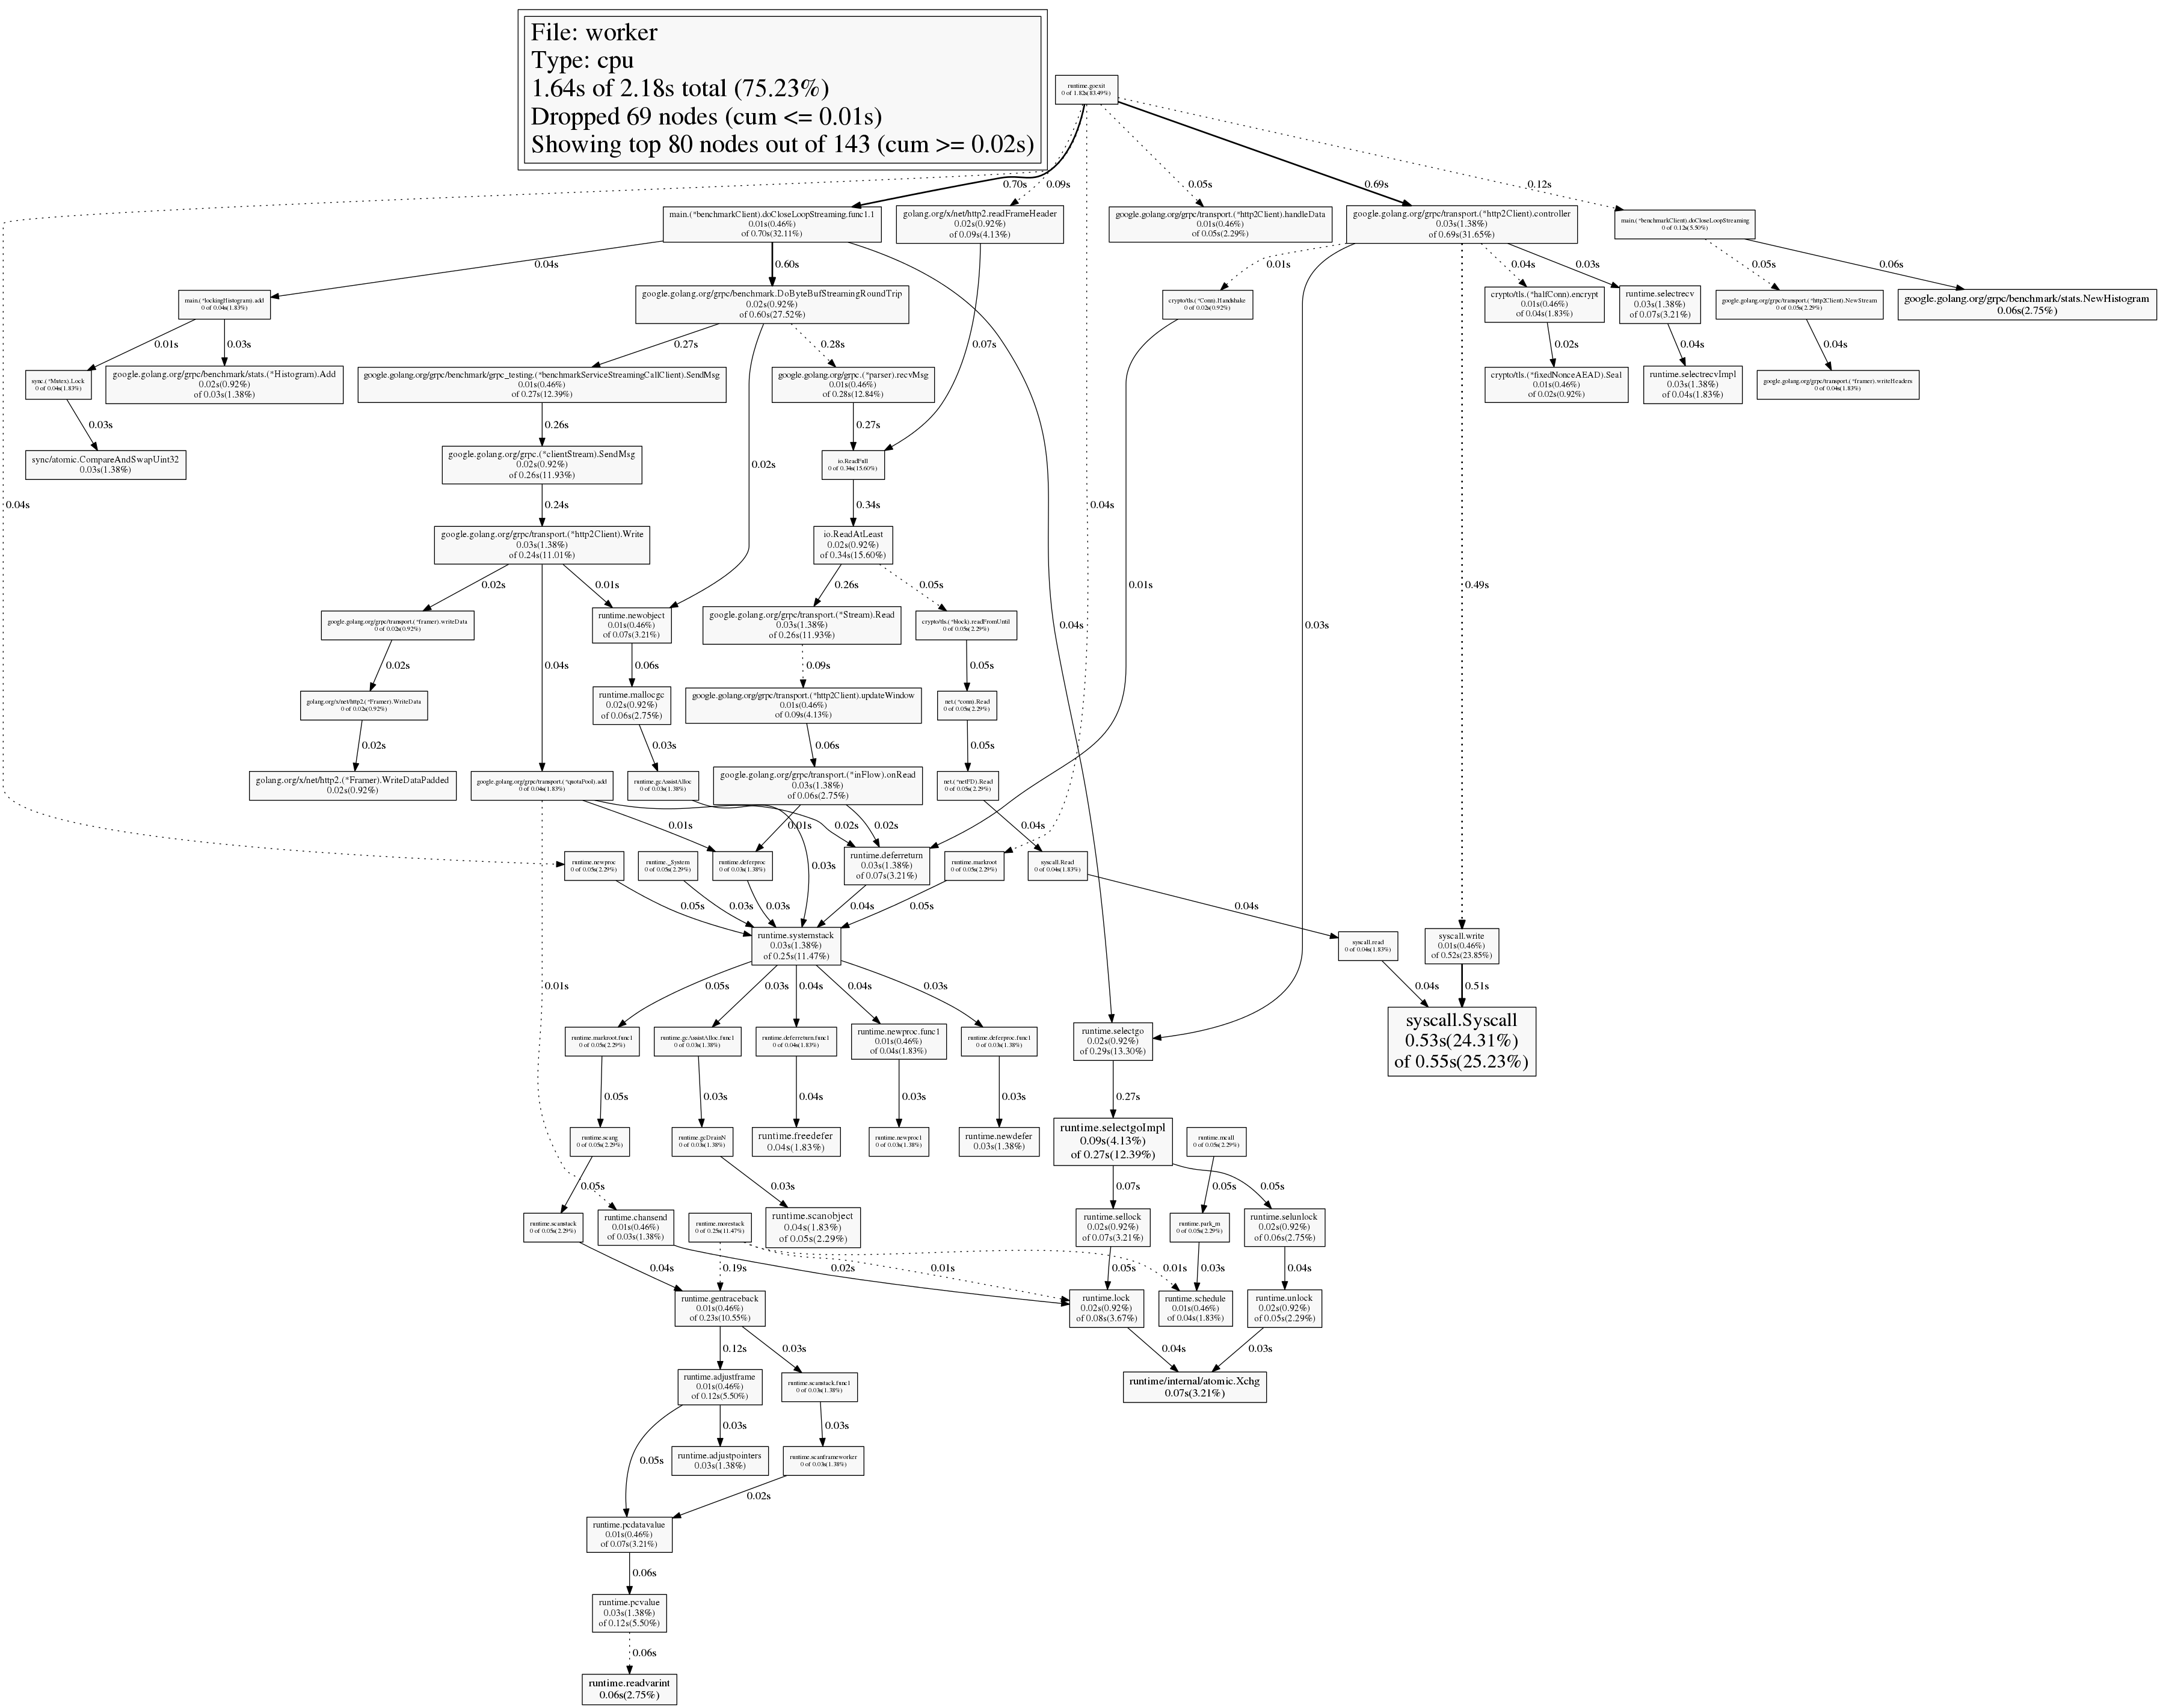 File: worker
Type: cpu
1.64s of 2.18s total (75.23%)
Dropped 69 nodes (cum <= 0.01s)
Showing top 80 nodes out of 143 (cum >= 0.02s)
runtime.goexit
0 of 1.82s(83.49%)
0.70s
0.09s
0.05s
0.69s
0.12s
main.(*benchmarkClient).doCloseLoopStreaming.func1.1
0.01s(0.46%)
of 0.70s(32.11%)
golang.org/x/net/http2.readFrameHeader
0.02s(0.92%)
of 0.09s(4.13%)
google.golang.org/grpc/transport.(*http2Client).handleData
0.01s(0.46%)
of 0.05s(2.29%)
google.golang.org/grpc/transport.(*http2Client).controller
0.03s(1.38%)
of 0.69s(31.65%)
main.(*benchmarkClient).doCloseLoopStreaming
0 of 0.12s(5.50%)
0.04s
0.60s
0.01s
0.04s
0.03s
0.05s
0.06s
main.(*lockingHistogram).add
0 of 0.04s(1.83%)
google.golang.org/grpc/benchmark.DoByteBufStreamingRoundTrip
0.02s(0.92%)
of 0.60s(27.52%)
crypto/tls.(*Conn).Handshake
0 of 0.02s(0.92%)
crypto/tls.(*halfConn).encrypt
0.01s(0.46%)
of 0.04s(1.83%)
runtime.selectrecv
0.03s(1.38%)
of 0.07s(3.21%)
google.golang.org/grpc/transport.(*http2Client).NewStream
0 of 0.05s(2.29%)
google.golang.org/grpc/benchmark/stats.NewHistogram
0.06s(2.75%)
0.01s
0.03s
0.27s
0.28s
0.07s
0.02s
0.04s
0.04s
sync.(*Mutex).Lock
0 of 0.04s(1.83%)
google.golang.org/grpc/benchmark/stats.(*Histogram).Add
0.02s(0.92%)
of 0.03s(1.38%)
google.golang.org/grpc/benchmark/grpc_testing.(*benchmarkServiceStreamingCallClient).SendMsg
0.01s(0.46%)
of 0.27s(12.39%)
google.golang.org/grpc.(*parser).recvMsg
0.01s(0.46%)
of 0.28s(12.84%)
crypto/tls.(*fixedNonceAEAD).Seal
0.01s(0.46%)
of 0.02s(0.92%)
runtime.selectrecvImpl
0.03s(1.38%)
of 0.04s(1.83%)
google.golang.org/grpc/transport.(*framer).writeHeaders
0 of 0.04s(1.83%)
0.03s
0.26s
0.27s
sync/atomic.CompareAndSwapUint32
0.03s(1.38%)
google.golang.org/grpc.(*clientStream).SendMsg
0.02s(0.92%)
of 0.26s(11.93%)
0.02s
io.ReadFull
0 of 0.34s(15.60%)
0.04s
0.24s
0.34s
0.04s
google.golang.org/grpc/transport.(*http2Client).Write
0.03s(1.38%)
of 0.24s(11.01%)
io.ReadAtLeast
0.02s(0.92%)
of 0.34s(15.60%)
0.02s
0.01s
0.26s
0.05s
0.01s
0.49s
google.golang.org/grpc/transport.(*framer).writeData
0 of 0.02s(0.92%)
runtime.newobject
0.01s(0.46%)
of 0.07s(3.21%)
google.golang.org/grpc/transport.(*Stream).Read
0.03s(1.38%)
of 0.26s(11.93%)
crypto/tls.(*block).readFromUntil
0 of 0.05s(2.29%)
0.04s
0.03s
0.02s
0.04s
0.06s
0.09s
0.05s
golang.org/x/net/http2.(*Framer).WriteData
0 of 0.02s(0.92%)
runtime.mallocgc
0.02s(0.92%)
of 0.06s(2.75%)
google.golang.org/grpc/transport.(*http2Client).updateWindow
0.01s(0.46%)
of 0.09s(4.13%)
net.(*conn).Read
0 of 0.05s(2.29%)
0.02s
0.03s
0.06s
0.05s
golang.org/x/net/http2.(*Framer).WriteDataPadded
0.02s(0.92%)
google.golang.org/grpc/transport.(*quotaPool).add
0 of 0.04s(1.83%)
runtime.gcAssistAlloc
0 of 0.03s(1.38%)
google.golang.org/grpc/transport.(*inFlow).onRead
0.03s(1.38%)
of 0.06s(2.75%)
net.(*netFD).Read
0 of 0.05s(2.29%)
0.01s
0.01s
0.02s
0.02s
0.04s
runtime.newproc
0 of 0.05s(2.29%)
runtime._System
0 of 0.05s(2.29%)
runtime.deferproc
0 of 0.03s(1.38%)
0.03s
runtime.deferreturn
0.03s(1.38%)
of 0.07s(3.21%)
runtime.markroot
0 of 0.05s(2.29%)
syscall.Read
0 of 0.04s(1.83%)
0.05s
0.03s
0.03s
0.04s
0.05s
0.04s
runtime.systemstack
0.03s(1.38%)
of 0.25s(11.47%)
syscall.read
0 of 0.04s(1.83%)
syscall.write
0.01s(0.46%)
of 0.52s(23.85%)
0.01s
0.05s
0.03s
0.04s
0.04s
0.03s
0.04s
0.51s
runtime.markroot.func1
0 of 0.05s(2.29%)
runtime.gcAssistAlloc.func1
0 of 0.03s(1.38%)
runtime.deferreturn.func1
0 of 0.04s(1.83%)
runtime.newproc.func1
0.01s(0.46%)
of 0.04s(1.83%)
runtime.deferproc.func1
0 of 0.03s(1.38%)
runtime.selectgo
0.02s(0.92%)
of 0.29s(13.30%)
syscall.Syscall
0.53s(24.31%)
of 0.55s(25.23%)
0.05s
0.03s
0.04s
0.03s
0.03s
0.27s
runtime.scang
0 of 0.05s(2.29%)
runtime.gcDrainN
0 of 0.03s(1.38%)
runtime.freedefer
0.04s(1.83%)
runtime.newproc1
0 of 0.03s(1.38%)
runtime.newdefer
0.03s(1.38%)
runtime.selectgoImpl
0.09s(4.13%)
of 0.27s(12.39%)
runtime.mcall
0 of 0.05s(2.29%)
0.05s
0.03s
0.07s
0.05s
0.05s
runtime.scanstack
0 of 0.05s(2.29%)
runtime.chansend
0.01s(0.46%)
of 0.03s(1.38%)
runtime.morestack
0 of 0.25s(11.47%)
runtime.scanobject
0.04s(1.83%)
of 0.05s(2.29%)
runtime.sellock
0.02s(0.92%)
of 0.07s(3.21%)
runtime.park_m
0 of 0.05s(2.29%)
runtime.selunlock
0.02s(0.92%)
of 0.06s(2.75%)
0.04s
0.19s
0.02s
0.01s
0.05s
0.01s
0.03s
0.04s
runtime.gentraceback
0.01s(0.46%)
of 0.23s(10.55%)
runtime.lock
0.02s(0.92%)
of 0.08s(3.67%)
runtime.schedule
0.01s(0.46%)
of 0.04s(1.83%)
runtime.unlock
0.02s(0.92%)
of 0.05s(2.29%)
0.12s
0.03s
0.04s
0.03s
runtime.adjustframe
0.01s(0.46%)
of 0.12s(5.50%)
runtime.scanstack.func1
0 of 0.03s(1.38%)
runtime/internal/atomic.Xchg
0.07s(3.21%)
0.05s
0.03s
0.03s
runtime.adjustpointers
0.03s(1.38%)
runtime.scanframeworker
0 of 0.03s(1.38%)
0.02s
runtime.pcdatavalue
0.01s(0.46%)
of 0.07s(3.21%)
0.06s
runtime.pcvalue
0.03s(1.38%)
of 0.12s(5.50%)
0.06s
runtime.readvarint
0.06s(2.75%)